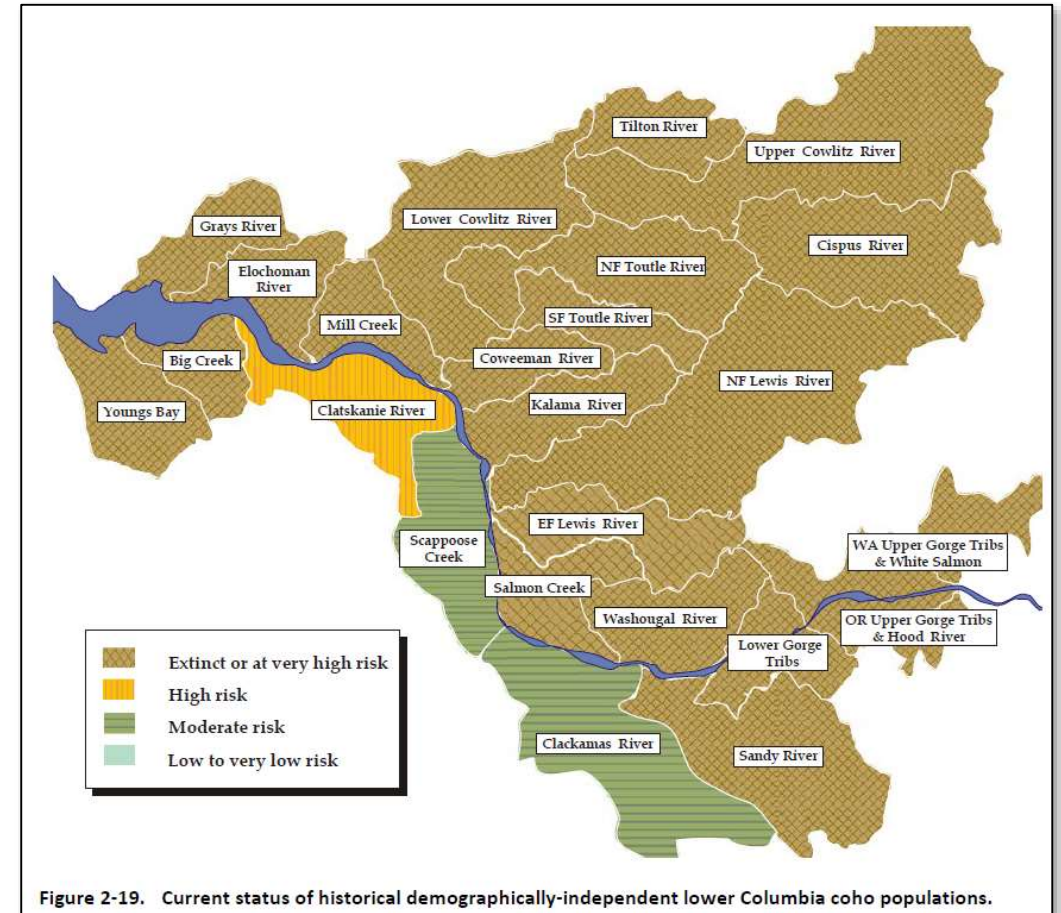 Tilton River
Upper Cowlitz River
Grays River
Lower Cowlitz River
Cispus River
Elochoman
River
NF Toutle River
Mill Creek
SF Toutle River
Big Creek
Coweeman River
NF Lewis River
Youngs Bay
Clatskanie River
Kalama River
EF Lewis River
Scappoose
Creek
WA Upper Gorge Tribs
& White Salmon
Salmon Creek
Washougal River
OR Upper Gorge Tribs
& Hood River
Lower Gorge
Tribs
Extinct or at very high risk
High risk
Moderate risk
Low to very low risk
Clackamas River
Sandy River
Figure 2-19. Current status of historical demographically-independent lower Columbia coho populations.